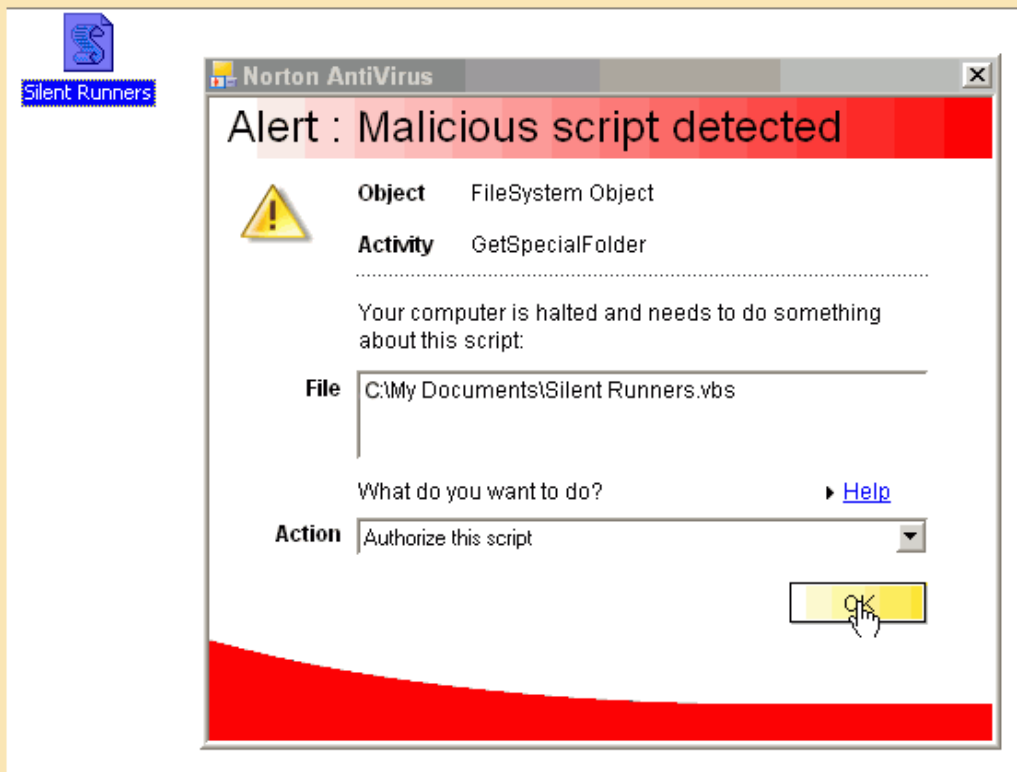 Silent Runners
Norton AntiVirus
Alert : Malicious script detected
Object FileSystem Object
Activity GetSpecialFolder
Your computer is halted and needs to do something
about this script:
File C:\My Documents\Silent Runners.vbs
What do you want to do? Help
Action Authorize this script
OK